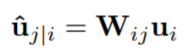 û_{j|i} = W_{ij}u_i